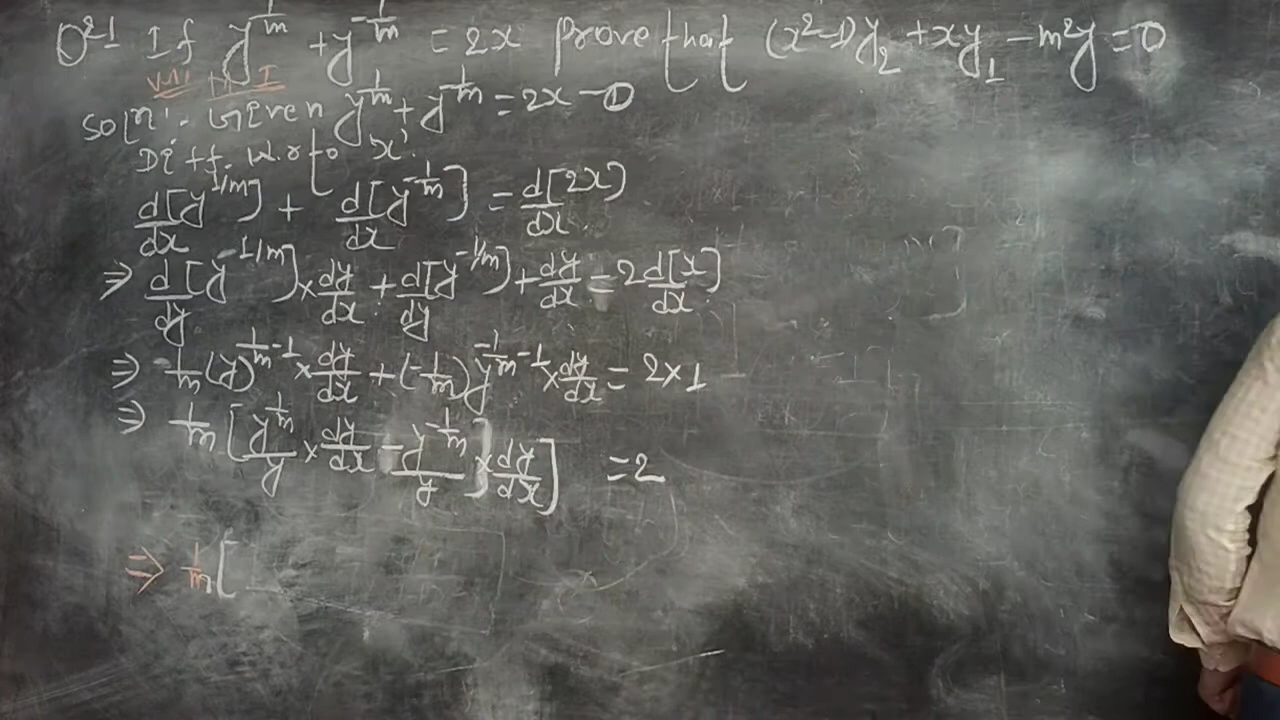 Q^21 If y^{1/m} + y^{-1/m} = 2x prove that (x²-1)y₂ + xy₁ - m²y = 0
V.V.I M I
Solⁿ:- Given y^{1/m} + y^{-1/m} = 2x -①
Diff. w.r.to 'x'.
d[y^{1/m}]/dx + d[y^{-1/m}]/dx = d[2x]/dx
⇒ d[y^{-1/m}]/dy × dy/dx + d[y^{-1/m}]/dy + dy/dx = 2d[x]/dx
⇒ 1/m (y)^{1/m-1} × dy/dx + (-1/m) y^{-1/m-1} × dy/dx = 2×1
⇒ 1/m [y^{1/m}/y × dy/dx - y^{-1/m}/y] × dy/dx] = 2
⇒ 1/m [